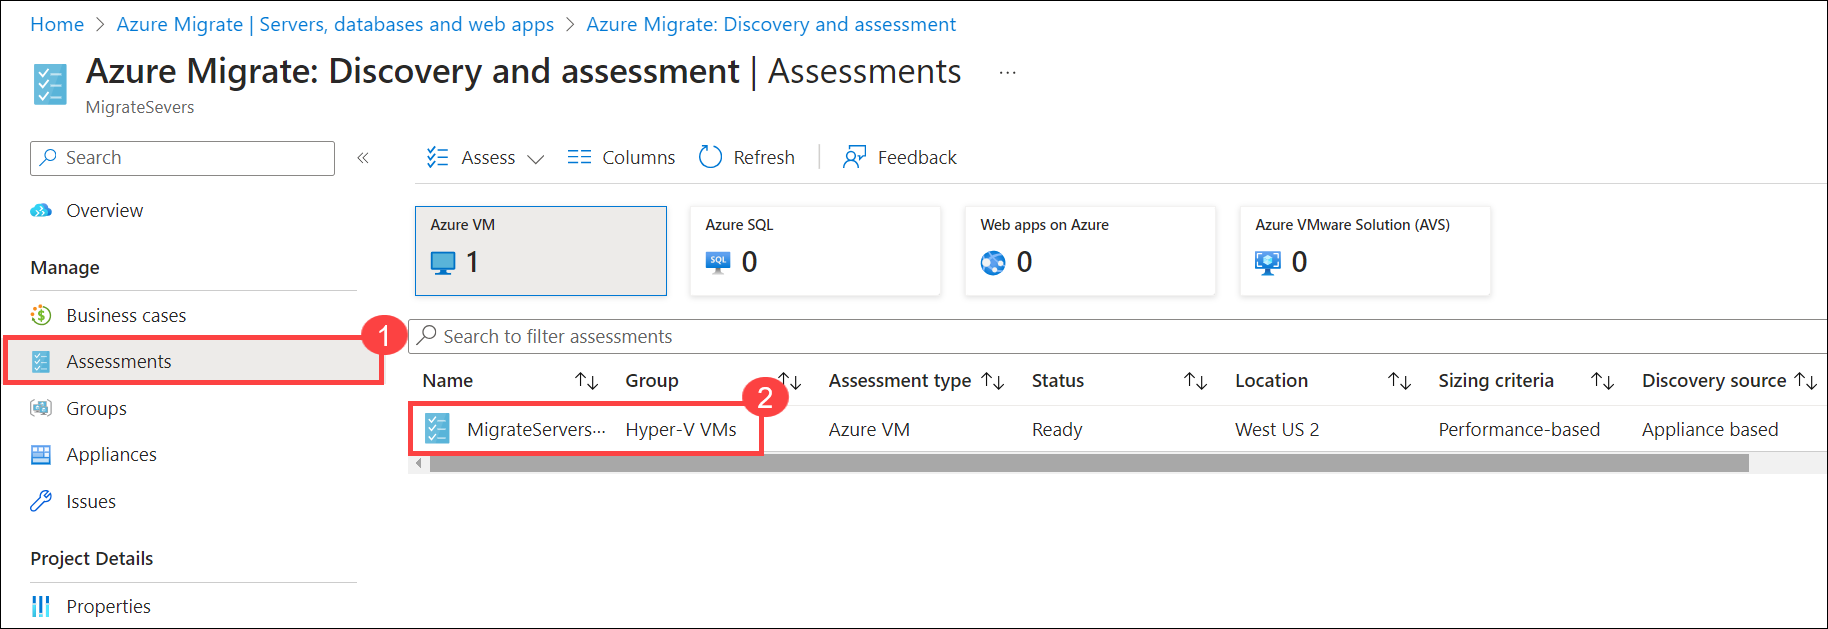 Home > Azure Migrate | Servers, databases and web apps > Azure Migrate: Discovery and assessment
Azure Migrate: Discovery and assessment | Assessments ...
MigrateSevers
Search «
Assess Columns Refresh Feedback
Overview
Manage
Business cases
Assessments
Groups
Appliances
Issues
Project Details
Properties
Azure VM
1
Azure SQL
SQL 0
Web apps on Azure
0
Azure VMware Solution (AVS)
0
1
Search to filter assessments
Name Group Assessment type Status Location Sizing criteria Discovery source
2
MigrateServers... Hyper-V VMs Azure VM Ready West US 2 Performance-based Appliance based